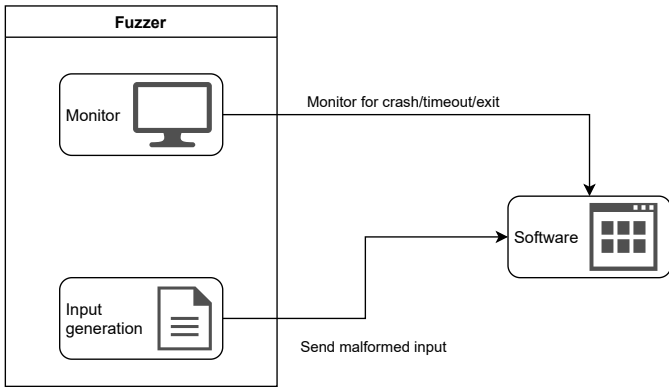 Fuzzer
Monitor
Monitor for crash/timeout/exit
Software
Input
generation
Send malformed input